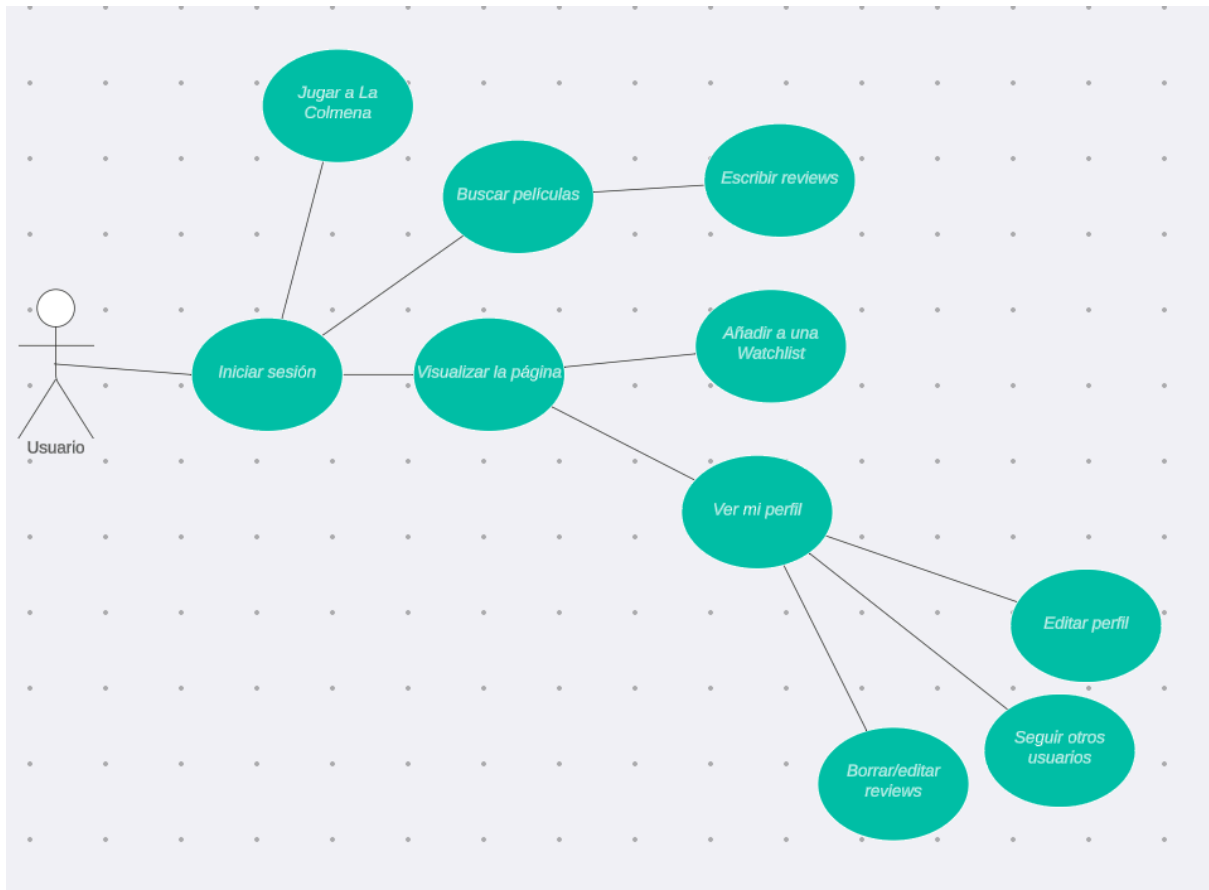 Jugar a La
Colmena
Buscar películas
Escribir reviews
Añadir a una
Watchlist
Iniciar sesión
Visualizar la página
Usuario
Ver mi perfil
Editar perfil
Seguir otros
usuarios
Borrar/editar
reviews